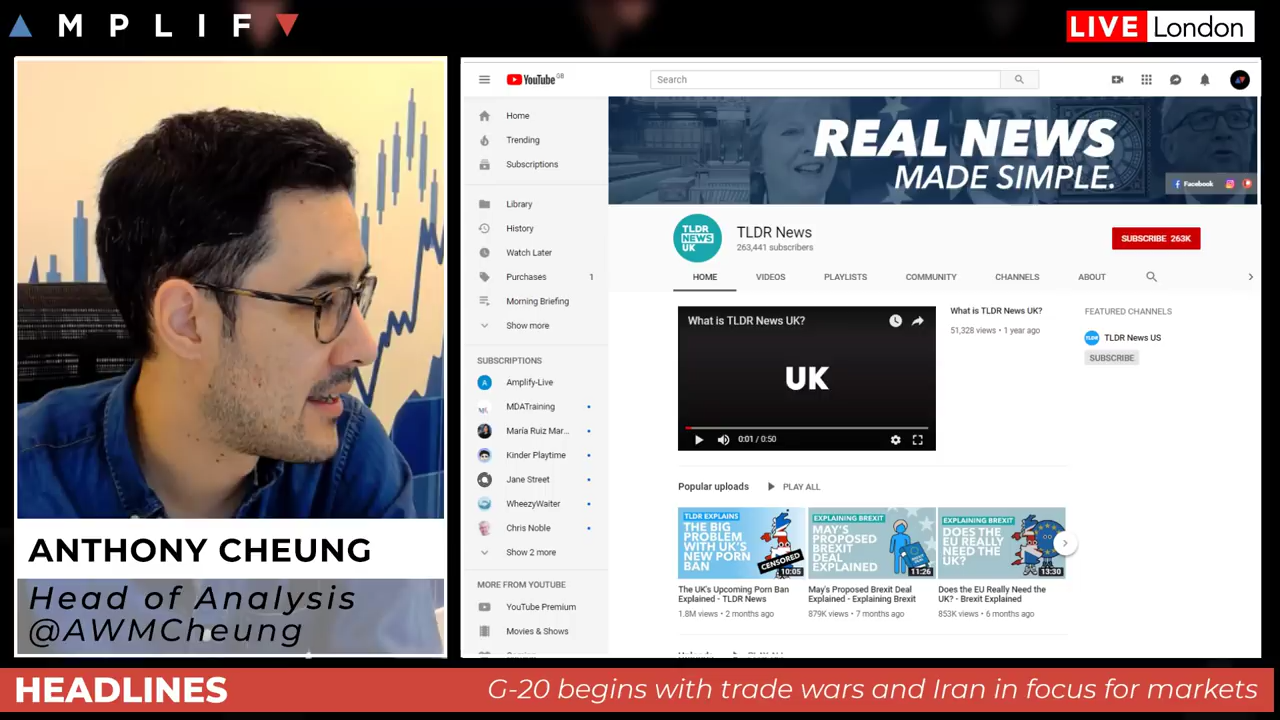 AMPLIFY
LIVE London
YouTube GB
Search
Home
Trending
Subscriptions
Library
History
Watch Later
Purchases 1
Morning Briefing
Show more
SUBSCRIPTIONS
Amplify-Live
MDATraining
María Ruiz Mar...
Kinder Playtime
Jane Street
WheezyWaiter
Chris Noble
Show 2 more
MORE FROM YOUTUBE
YouTube Premium
Movies & Shows
REAL NEWS
MADE SIMPLE.
Facebook
TLDR
NEWS
UK
TLDR News
263,441 subscribers
SUBSCRIBE 263K
HOME VIDEOS PLAYLISTS COMMUNITY CHANNELS ABOUT
What is TLDR News UK?
UK
0:01 / 0:50
What is TLDR News UK?
51,328 views • 1 year ago
FEATURED CHANNELS
TLDR TLDR News US
SUBSCRIBE
Popular uploads PLAY ALL
TLDR EXPLAINS
THE BIG
PROBLEM
WITH UK'S
NEW PORN
BAN
CENSORED
10:05
EXPLAINING BREXIT
MAY'S
PROPOSED
BREXIT
DEAL
EXPLAINED
11:26
EXPLAINING BREXIT
DOES THE
EU REALLY
NEED THE
UK?
13:30
The UK's Upcoming Porn Ban
Explained - TLDR News
1.8M views • 2 months ago
May's Proposed Brexit Deal
Explained - Explaining Brexit
879K views • 7 months ago
Does the EU Really Need the
UK? - Brexit Explained
853K views • 6 months ago
ANTHONY CHEUNG
Head of Analysis
@AWMCheung
HEADLINES
G-20 begins with trade wars and Iran in focus for markets